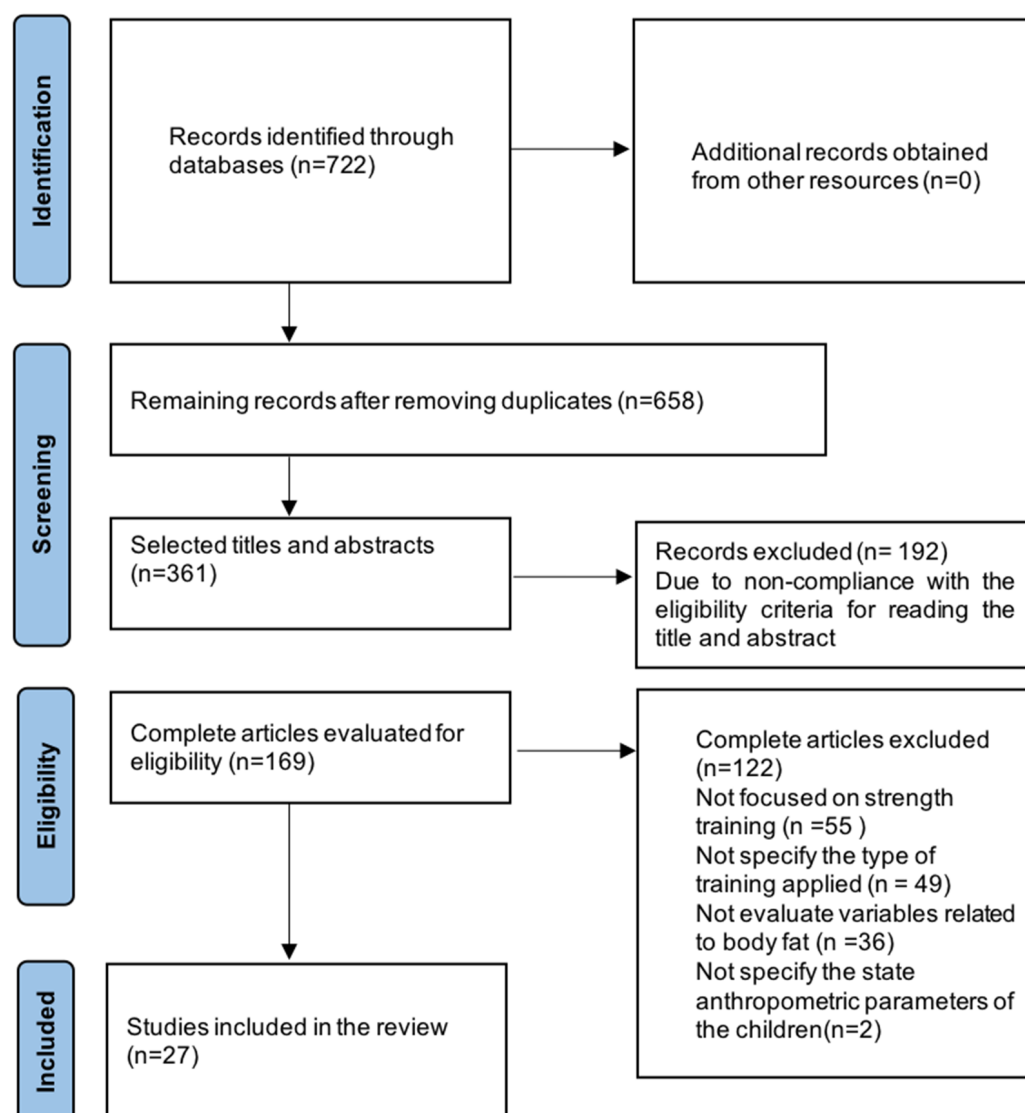 Identification
Records identified through
databases (n=722)
Additional records obtained
from other resources (n=0)
Screening
Remaining records after removing duplicates (n=658)
Selected titles and abstracts
(n=361)
Records excluded (n= 192)
Due to non-compliance with the
eligibility criteria for reading the
title and abstract
Eligibility
Complete articles evaluated for
eligibility (n=169)
Complete articles excluded
(n=122)
Not focused on strength
training (n =55 )
Not specify the type of
training applied (n = 49)
Not evaluate variables related
to body fat (n =36)
Not specify the state
anthropometric parameters of
the children(n=2)
Included
Studies included in the review
(n=27)